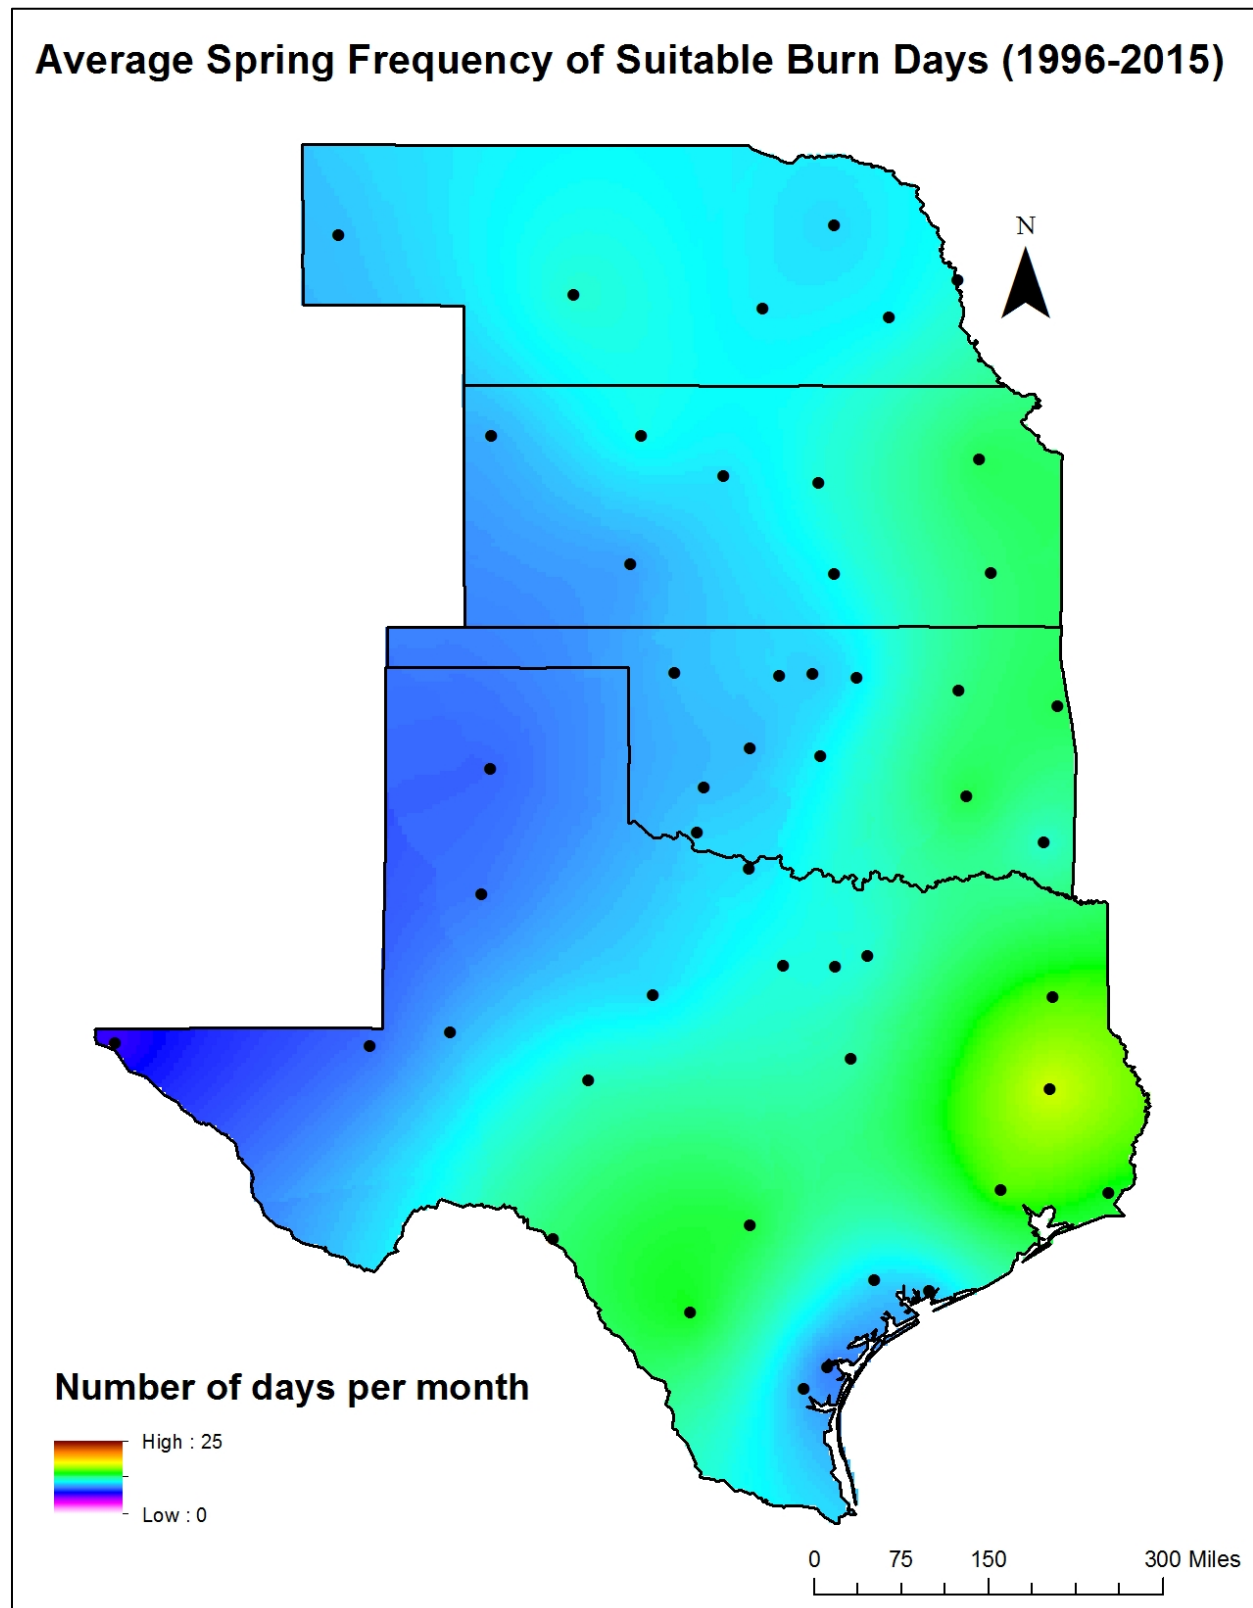 Average Spring Frequency of Suitable Burn Days (1996-2015)
N
Number of days per month
High : 25
Low : 0
0 75 150 300 Miles